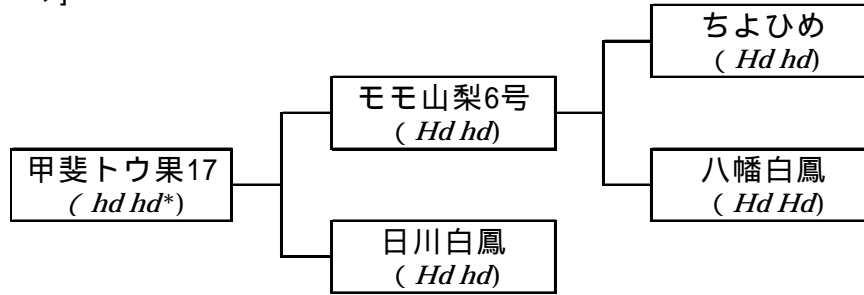 ちよひめ
( Hd hd)
モモ山梨6号
( Hd hd)
甲斐トウ果17
( hd hd*)
八幡白鳳
( Hd Hd)
日川白鳳
( Hd hd)